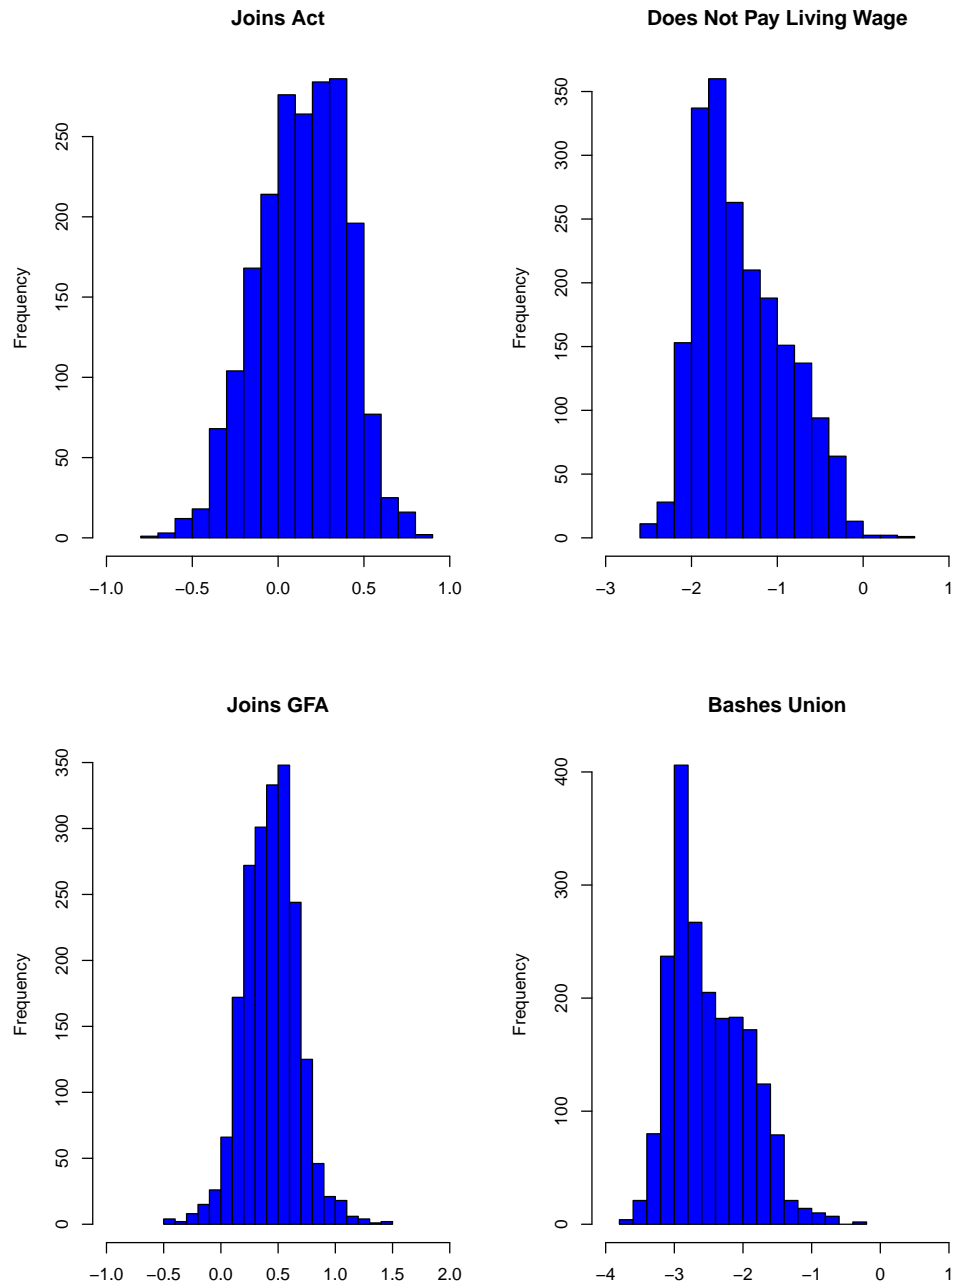 Joins Act
Frequency
0
50
100
150
200
250
−1.0 −0.5 0.0 0.5 1.0
Does Not Pay Living Wage
Frequency
0
50
100
150
200
250
300
350
−3 −2 −1 0 1
Joins GFA
Frequency
0
50
100
150
200
250
300
350
−1.0 −0.5 0.0 0.5 1.0 1.5 2.0
Bashes Union
Frequency
0
100
200
300
400
−4 −3 −2 −1 0 1